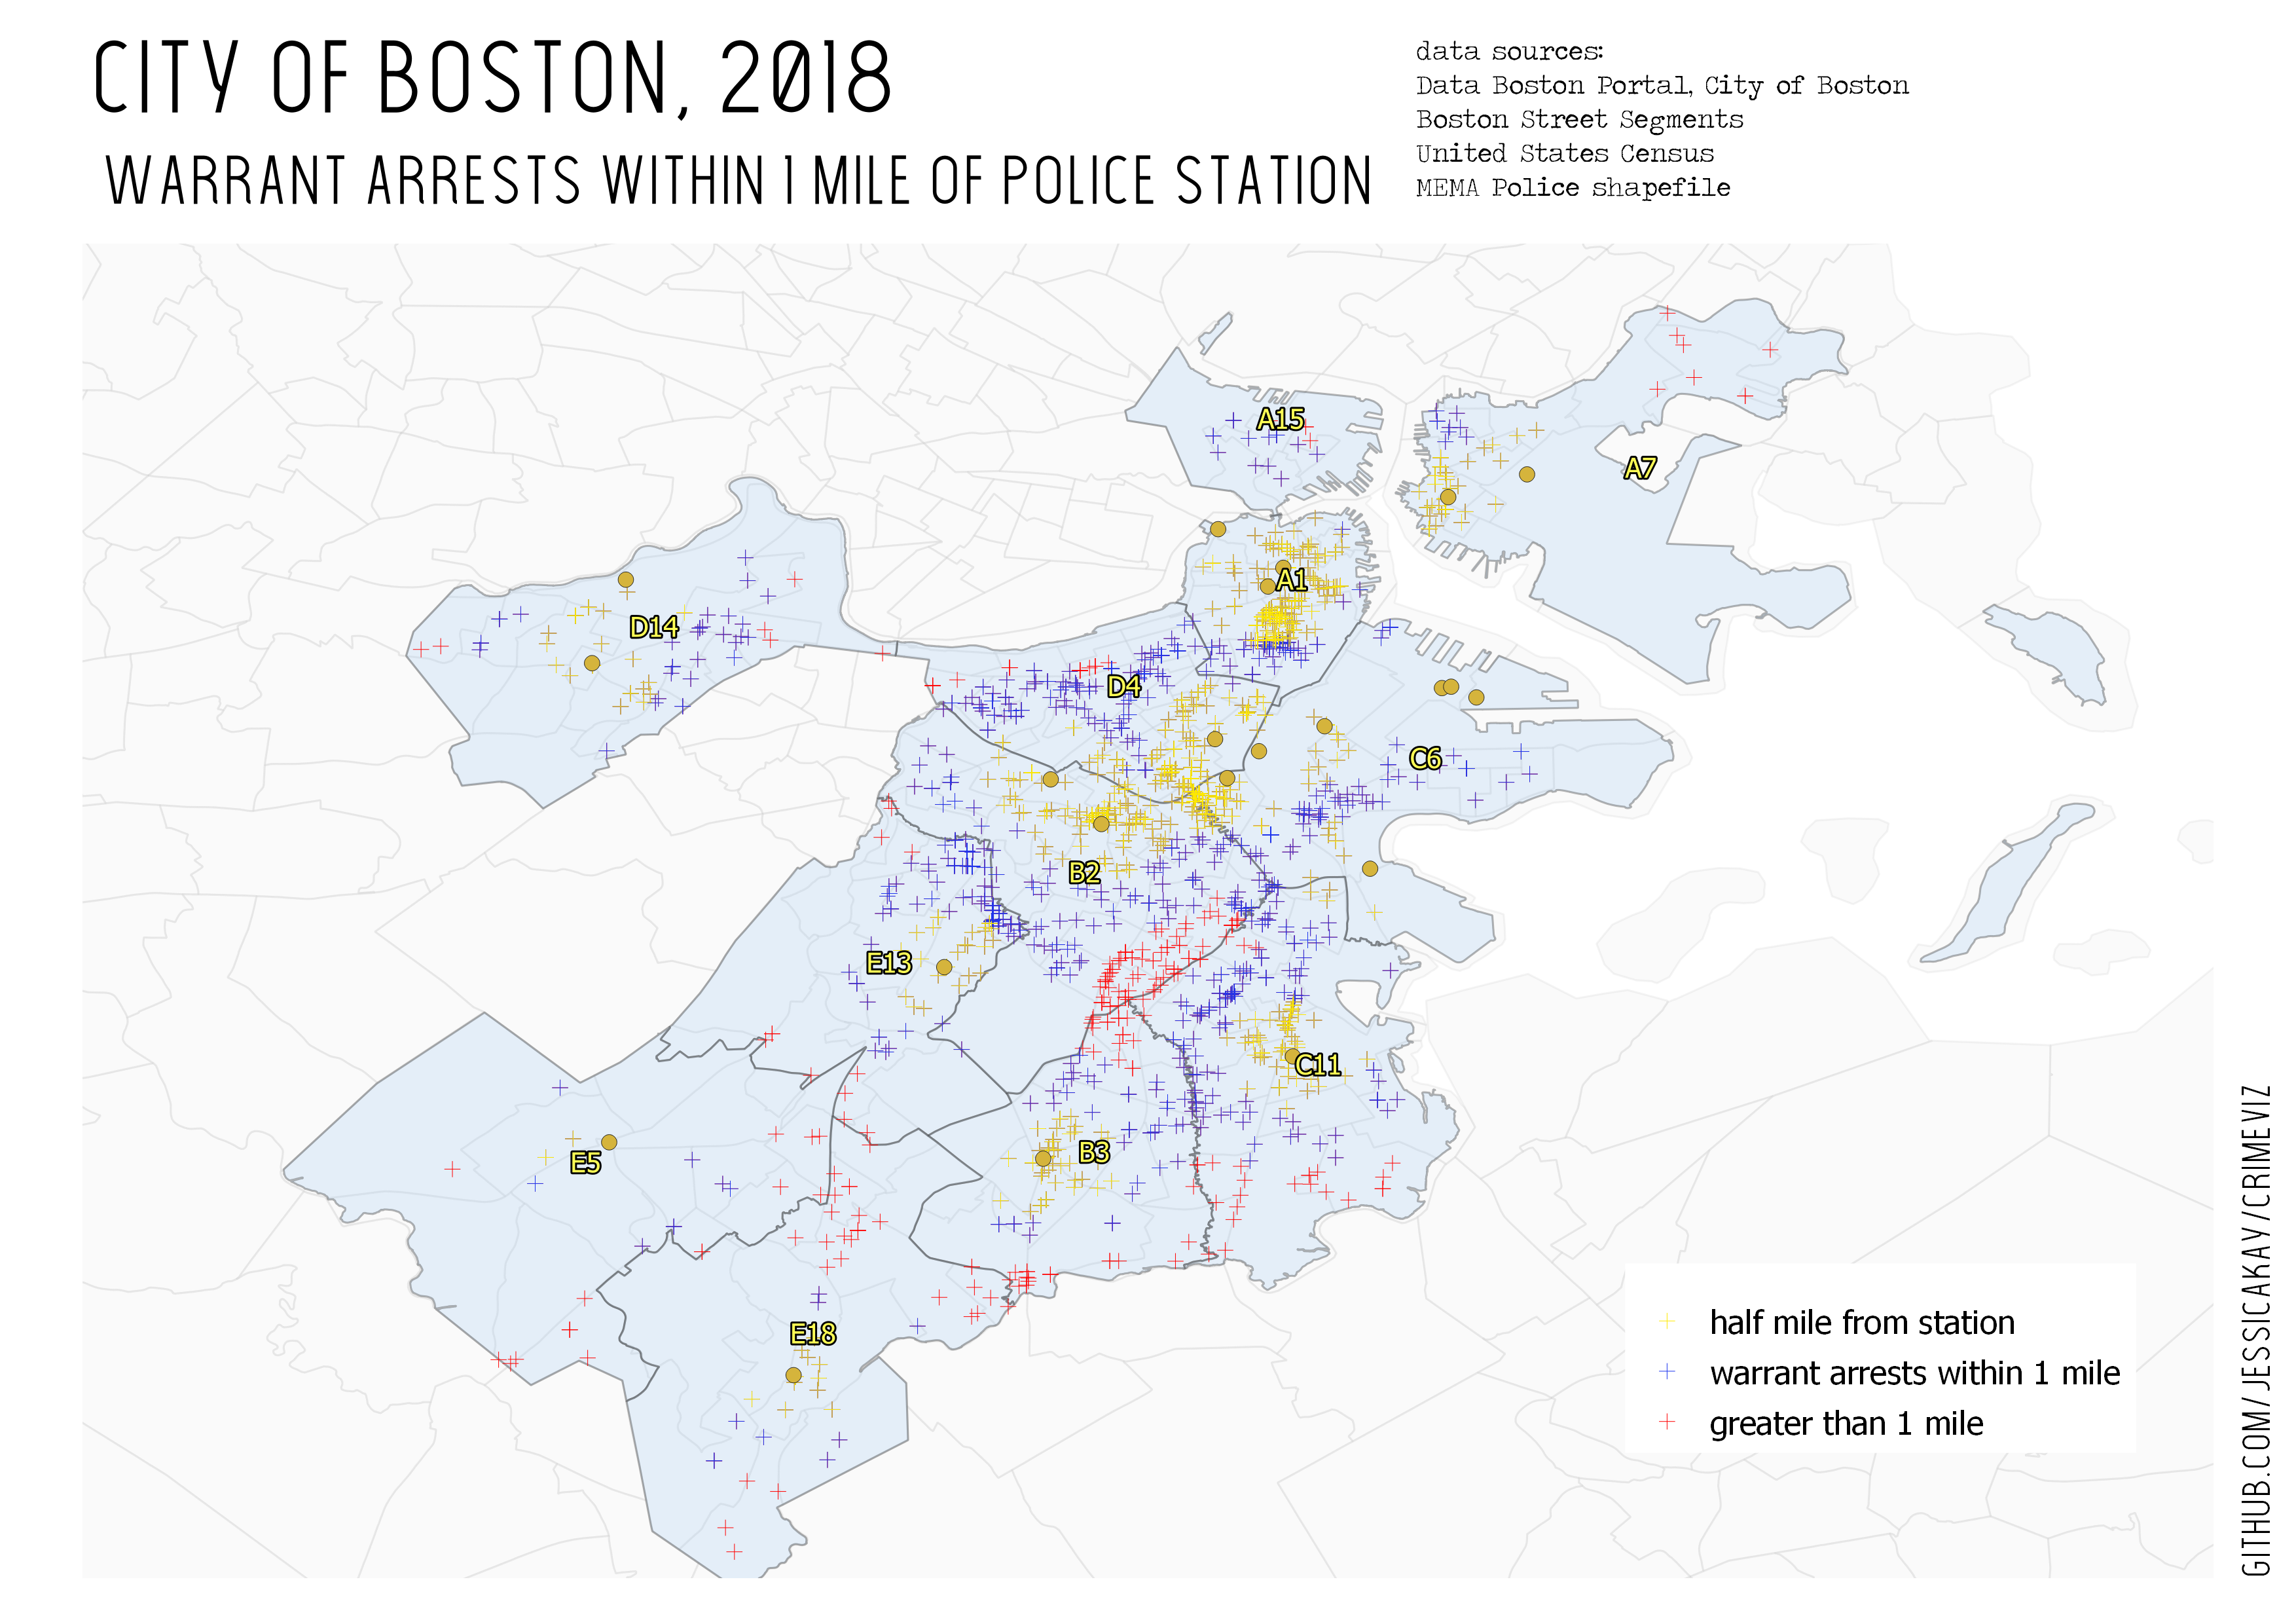 CITY OF BOSTON, 2018
WARRANT ARRESTS WITHIN 1 MILE OF POLICE STATION
data sources:
Data Boston Portal, City of Boston
Boston Street Segments
United States Census
MEMA Police shapefile
A15
A7
A1
D14
D4
C6
B2
E13
C11
B3
E5
E18
half mile from station
warrant arrests within 1 mile
greater than 1 mile
GITHUB.COM/JESSICAKAY/CRIMEVIZ